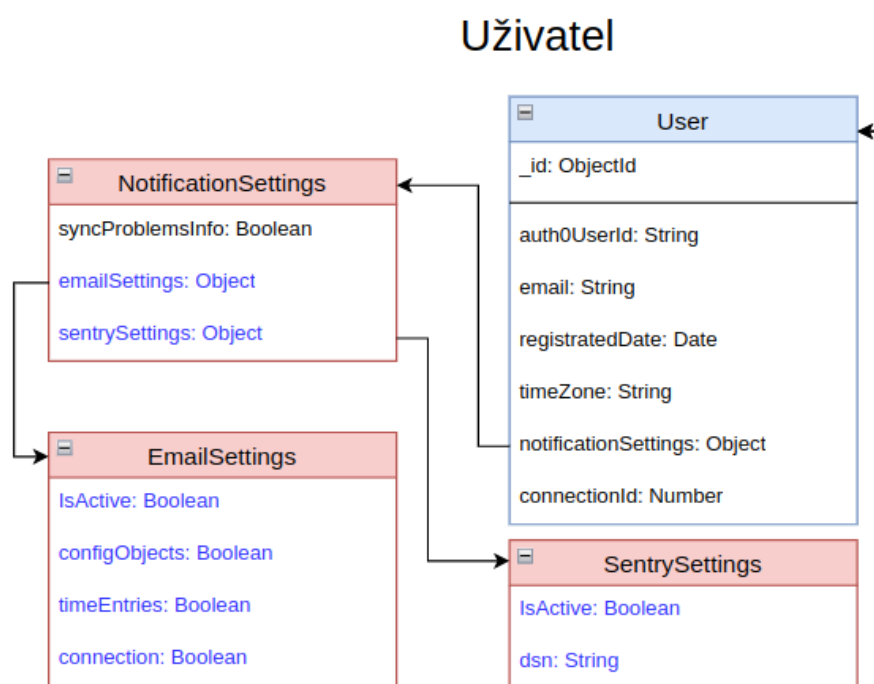 Uživatel
User
_id: ObjectId
auth0UserId: String
email: String
registratedDate: Date
timeZone: String
notificationSettings: Object
connectionId: Number
NotificationSettings
syncProblemsInfo: Boolean
emailSettings: Object
sentrySettings: Object
EmailSettings
IsActive: Boolean
configObjects: Boolean
timeEntries: Boolean
connection: Boolean
SentrySettings
IsActive: Boolean
dsn: String